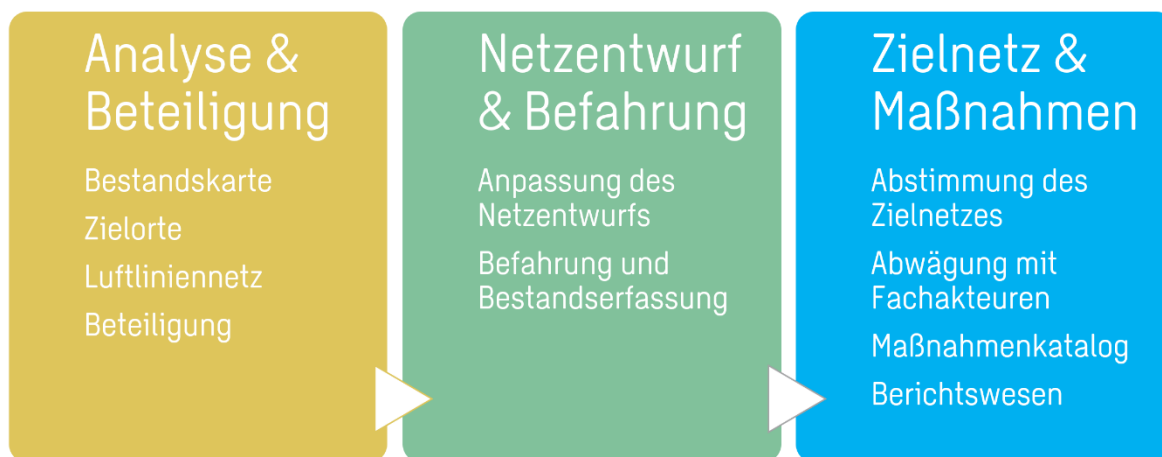 Analyse &
Beteiligung
Bestandskarte
Zielorte
Luftliniennetz
Beteiligung
Netzentwurf
& Befahrung
Anpassung des
Netzentwurfs
Befahrung und
Bestandserfassung
Zielnetz &
Maßnahmen
Abstimmung des
Zielnetzes
Abwägung mit
Fachakteuren
Maßnahmenkatalog
Berichtswesen